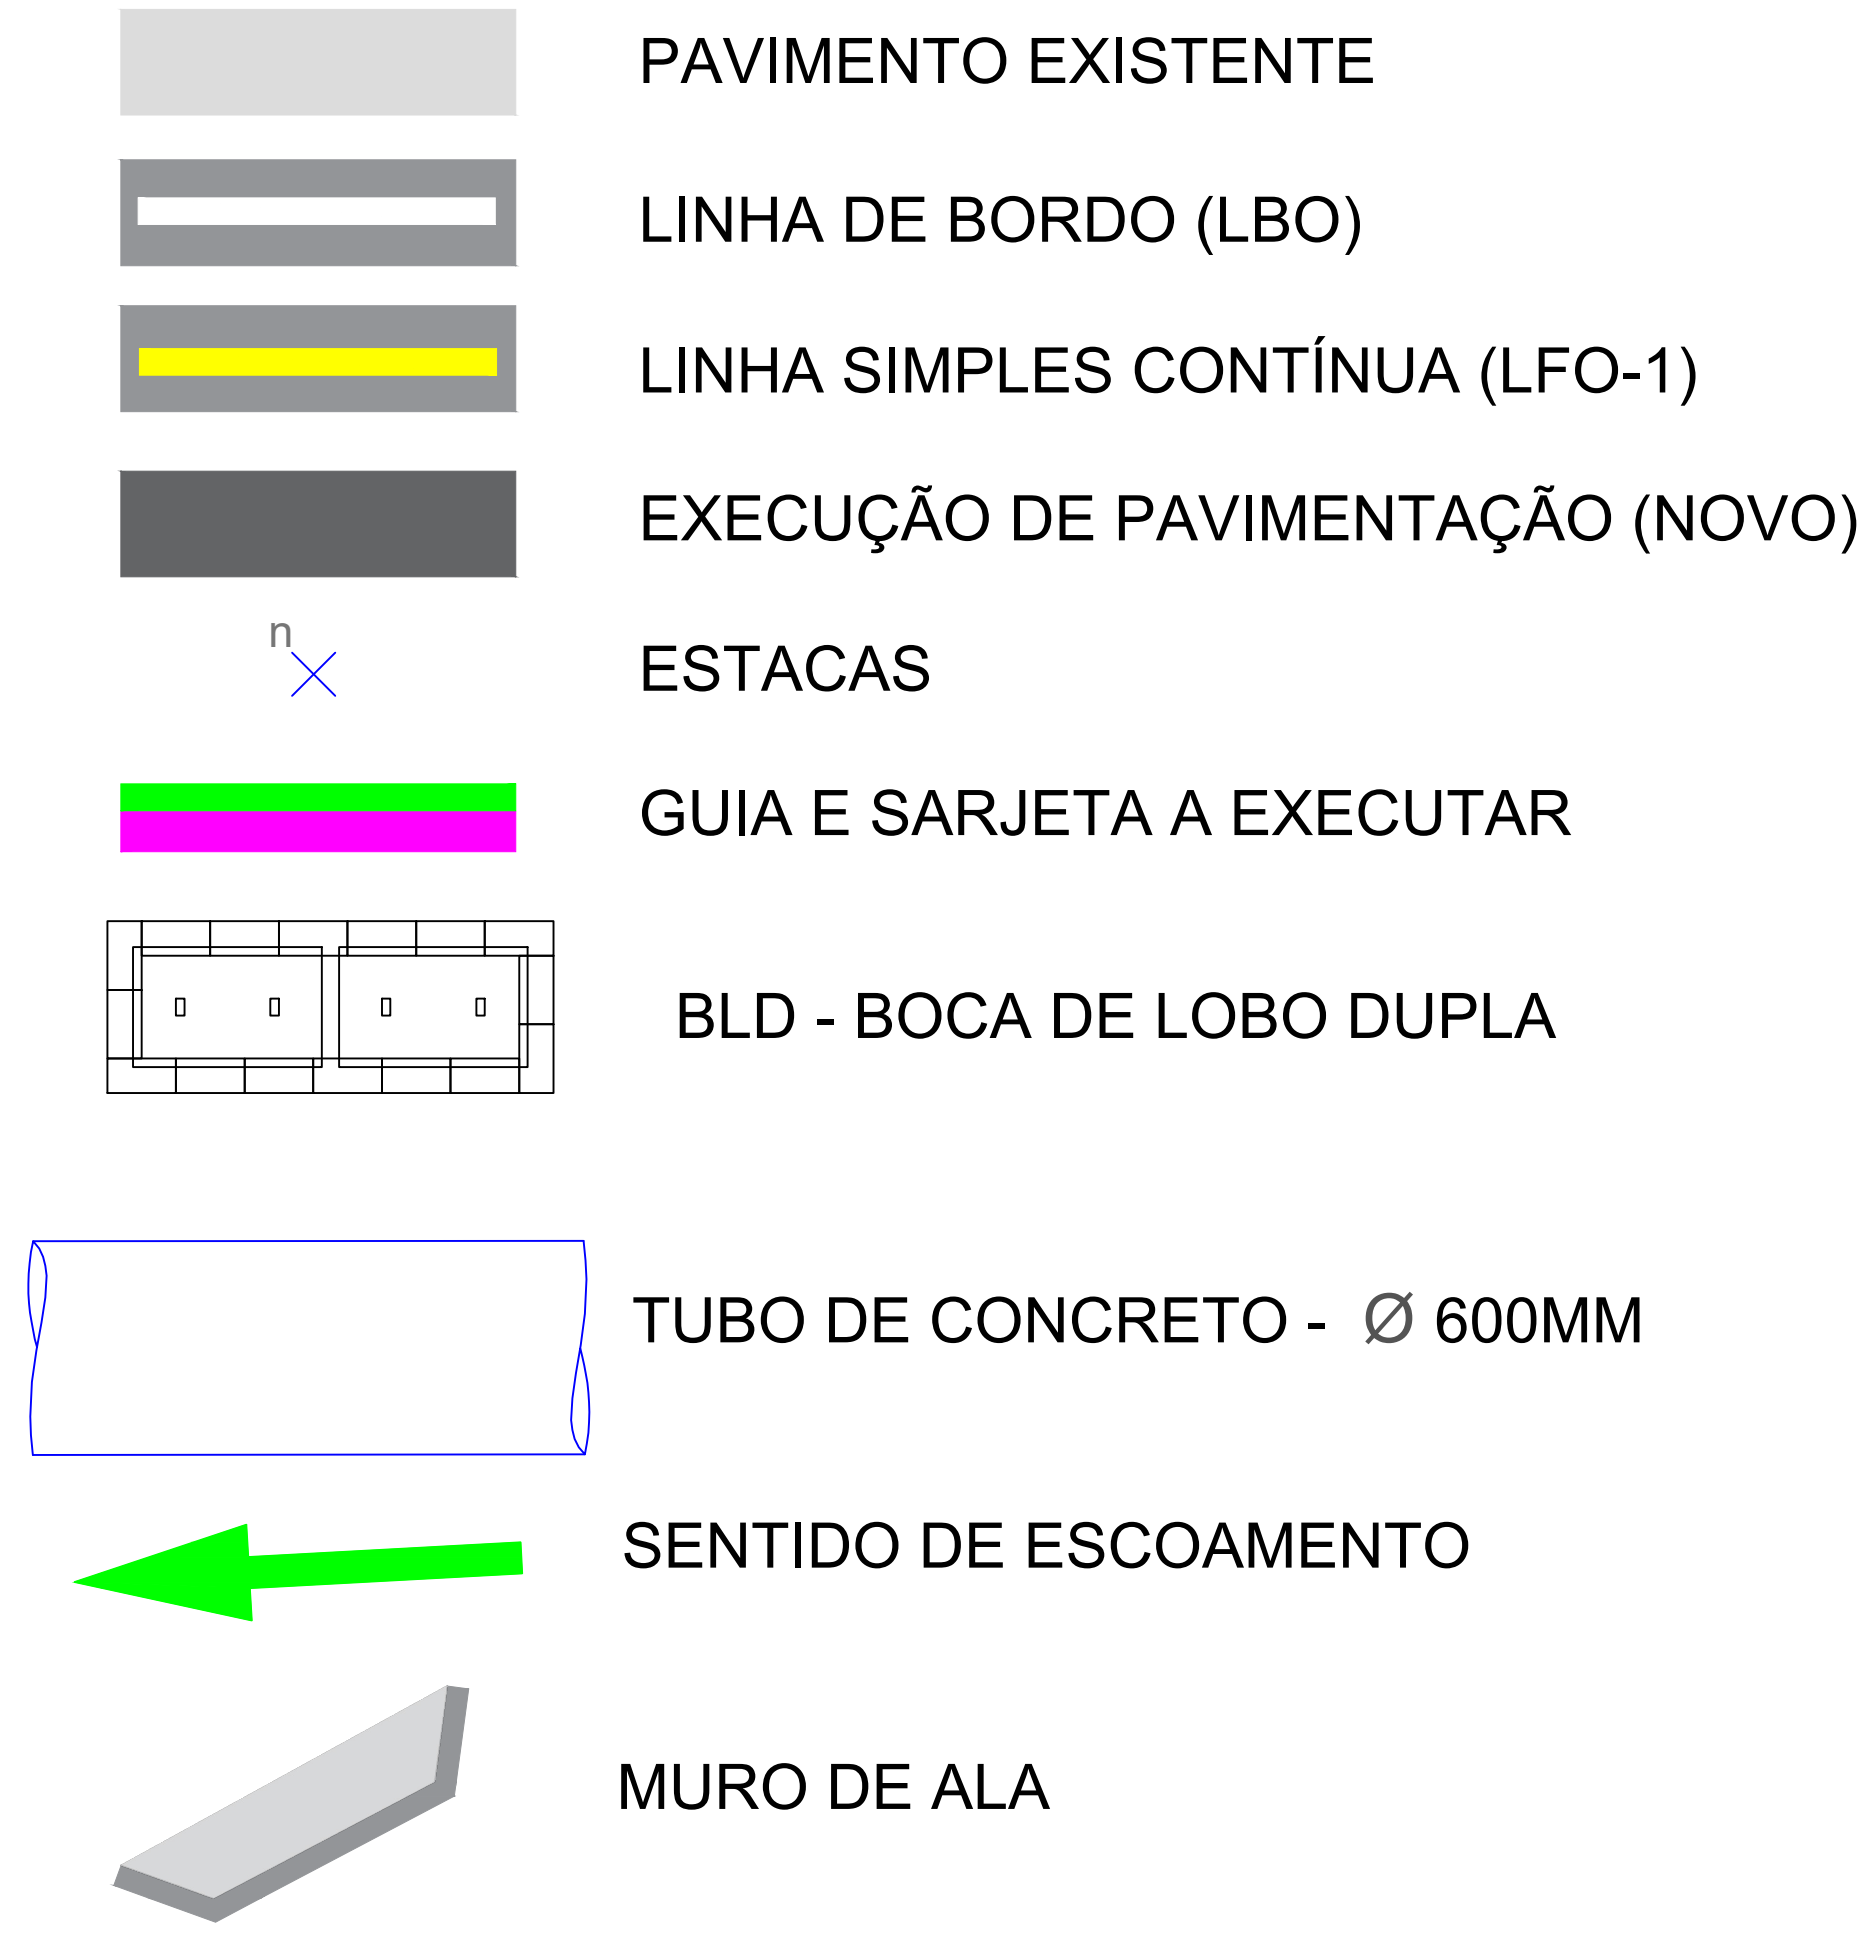 PAVIMENTO EXISTENTE
LINHA DE BORDO (LBO)
LINHA SIMPLES CONTÍNUA (LFO-1)
EXECUÇÃO DE PAVIMENTAÇÃO (NOVO)
n
ESTACAS
GUIA E SARJETA A EXECUTAR
BLD - BOCA DE LOBO DUPLA
TUBO DE CONCRETO - Ø 600MM
SENTIDO DE ESCOAMENTO
MURO DE ALA